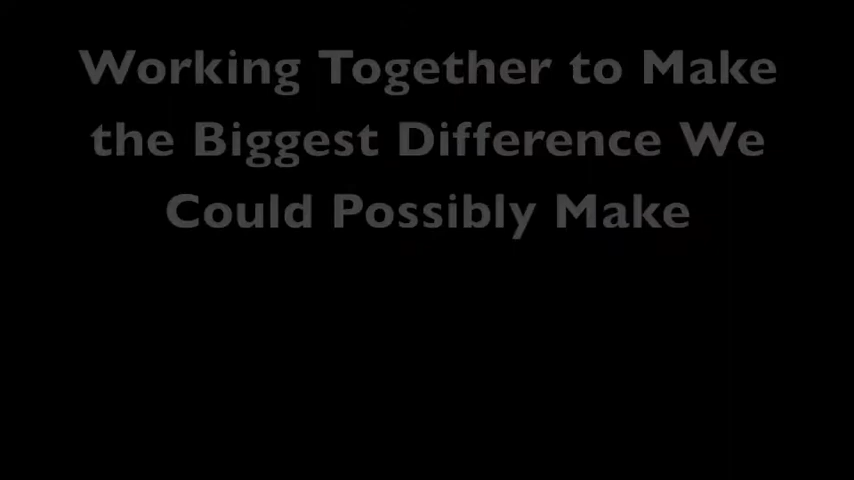 Working Together to Make
the Biggest Difference We
Could Possibly Make